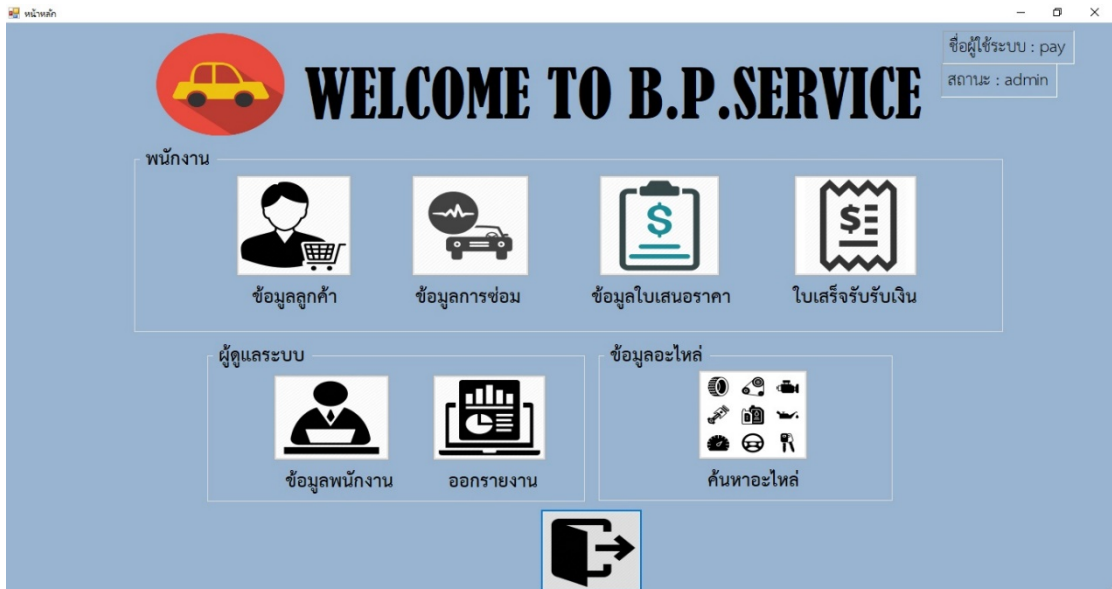 หน้าหลัก
ชื่อผู้ใช้ระบบ : pay
สถานะ : admin
WELCOME TO B.P.SERVICE
พนักงาน
ข้อมูลลูกค้า ข้อมูลการซ่อม ข้อมูลใบเสนอราคา ใบเสร็จรับรับเงิน
ผู้ดูแลระบบ ข้อมูลอะไหล่
ข้อมูลพนักงาน ออกรายงาน ค้นหาอะไหล่